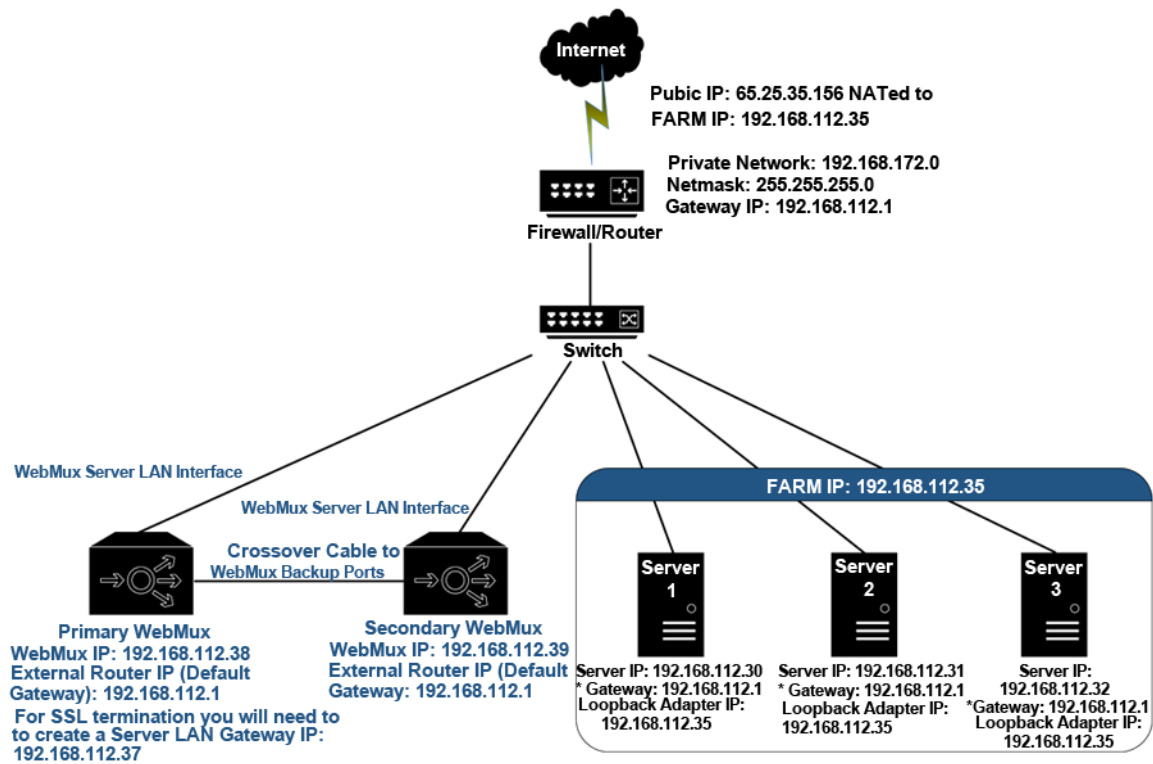 Internet
Pubic IP: 65.25.35.156 NATed to
FARM IP: 192.168.112.35
Private Network: 192.168.172.0
Netmask: 255.255.255.0
Gateway IP: 192.168.112.1
Firewall/Router
Switch
WebMux Server LAN Interface
WebMux Server LAN Interface
Crossover Cable to
WebMux Backup Ports
Primary WebMux
WebMux IP: 192.168.112.38
External Router IP (Default
Gateway): 192.168.112.1
For SSL termination you will need to
to create a Server LAN Gateway IP:
192.168.112.37
Secondary WebMux
WebMux IP: 192.168.112.39
External Router IP (Default
Gateway: 192.168.112.1
FARM IP: 192.168.112.35
Server
1
Server IP: 192.168.112.30
* Gateway: 192.168.112.1
Loopback Adapter IP:
192.168.112.35
Server
2
Server IP: 192.168.112.31
* Gateway: 192.168.112.1
Loopback Adapter IP:
192.168.112.35
Server
3
Server IP:
192.168.112.32
*Gateway: 192.168.112.1
Loopback Adapter IP:
192.168.112.35